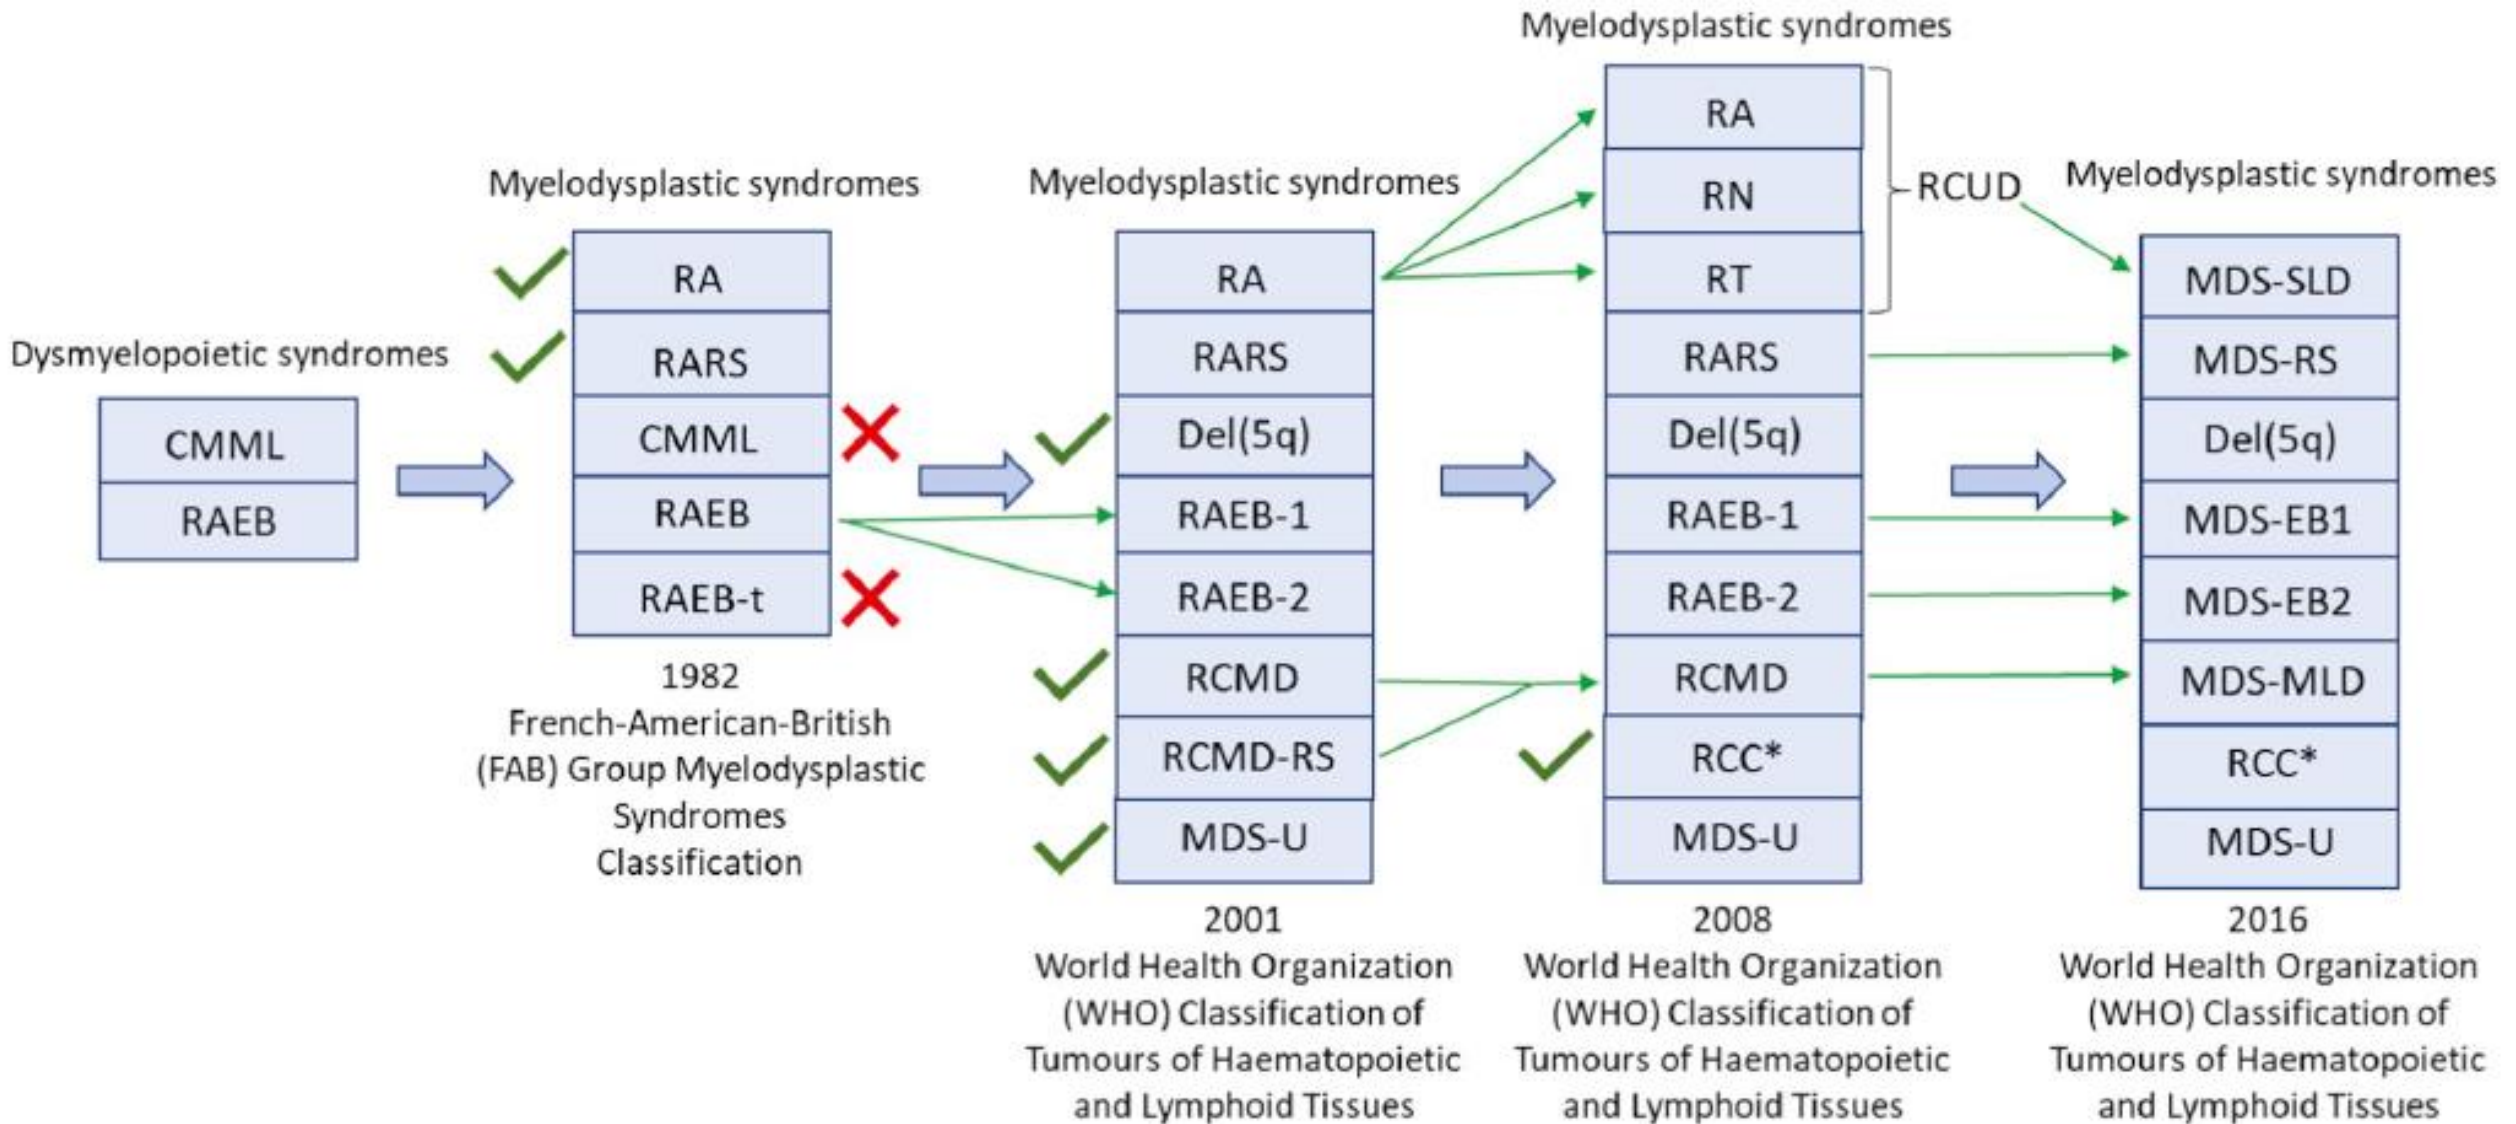 Dysmyelopoietic syndromes
CMML
RAEB
Myelodysplastic syndromes
RA
RARS
CMML
RAEB
RAEB-t
1982
French-American-British
(FAB) Group Myelodysplastic
Syndromes
Classification
Myelodysplastic syndromes
RA
RARS
Del(5q)
RAEB-1
RAEB-2
RCMD
RCMD-RS
MDS-U
2001
World Health Organization
(WHO) Classification of
Tumours of Haematopoietic
and Lymphoid Tissues
Myelodysplastic syndromes
RA
RN
RT
RCUD
RARS
Del(5q)
RAEB-1
RAEB-2
RCMD
RCC*
MDS-U
2008
World Health Organization
(WHO) Classification of
Tumours of Haematopoietic
and Lymphoid Tissues
Myelodysplastic syndromes
MDS-SLD
MDS-RS
Del(5q)
MDS-EB1
MDS-EB2
MDS-MLD
RCC*
MDS-U
2016
World Health Organization
(WHO) Classification of
Tumours of Haematopoietic
and Lymphoid Tissues